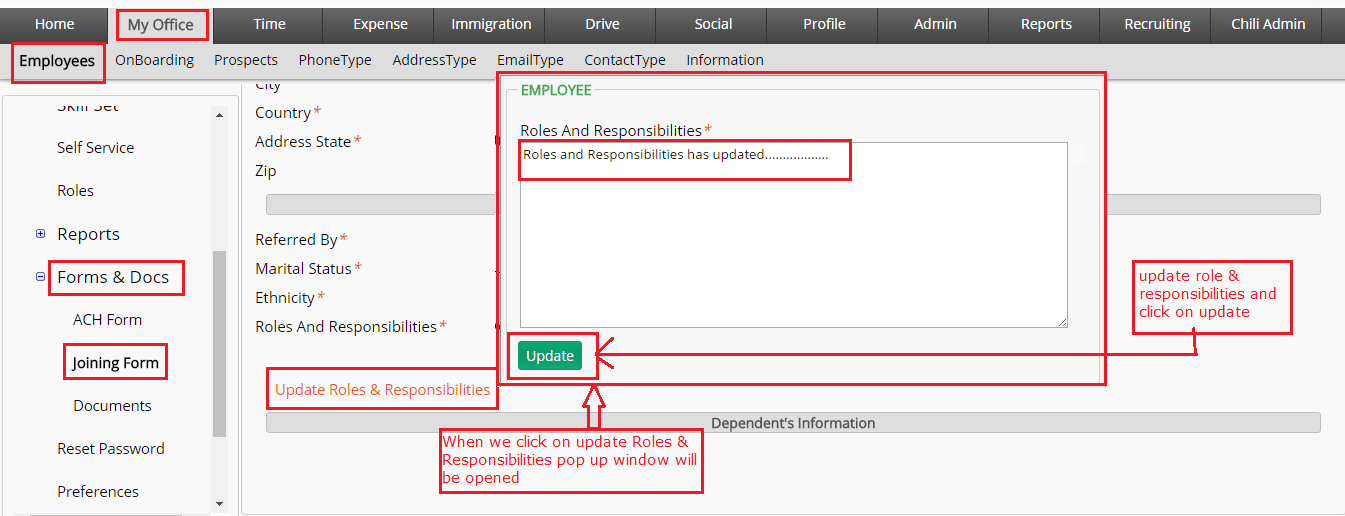 Home My Office Time Expense Immigration Drive Social Profile Admin Reports Recruiting Chili Admin
Employees OnBoarding Prospects PhoneType AddressType EmailType ContactType Information
Skill Set
Self Service
Roles
Reports
Forms & Docs
ACH Form
Joining Form
Documents
Reset Password
Preferences
City
Country*
Address State*
Zip
Referred By*
Marital Status*
Ethnicity*
Roles And Responsibilities*
Update Roles & Responsibilities
Dependent's Information
EMPLOYEE
Roles And Responsibilities*
Roles and Responsibilities has updated..................
Update
update role &
responsibilities and
click on update
When we click on update Roles &
Responsibilities pop up window will
be opened